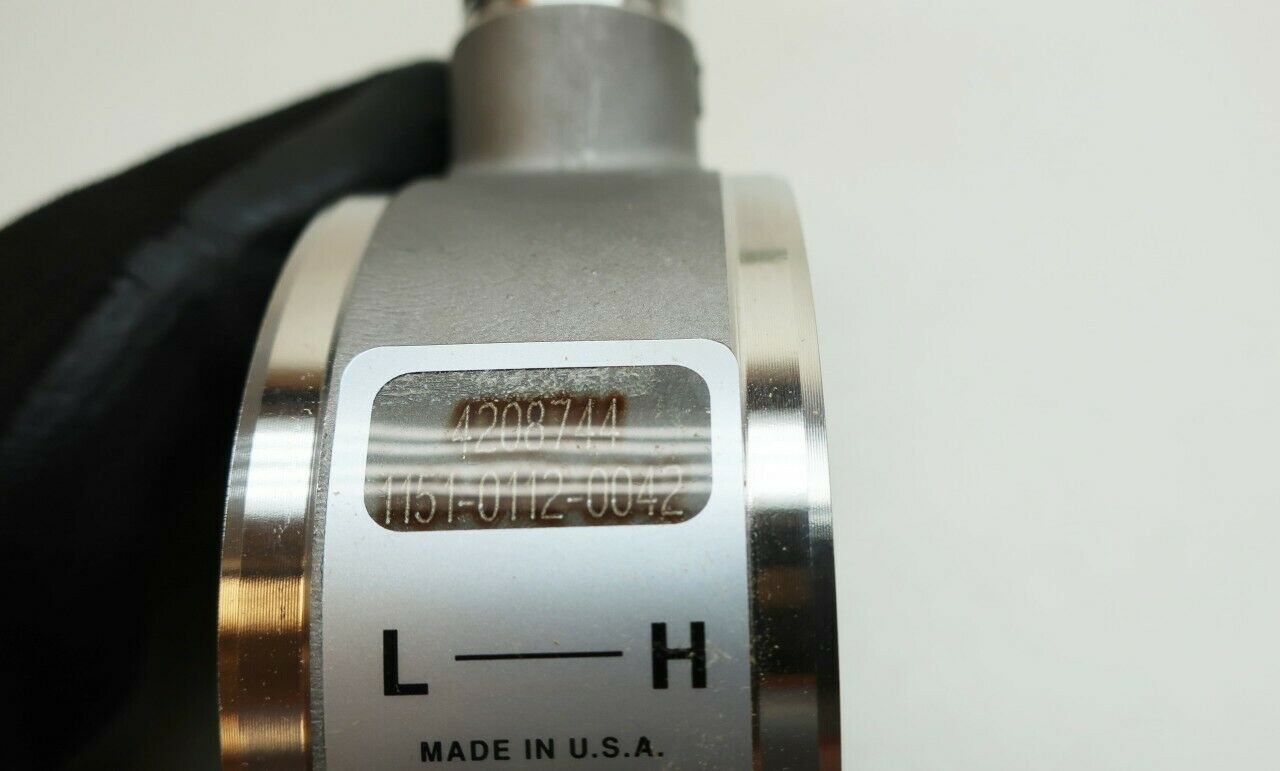 4208744
1151-0112-0042
L — H
MADE IN U.S.A.